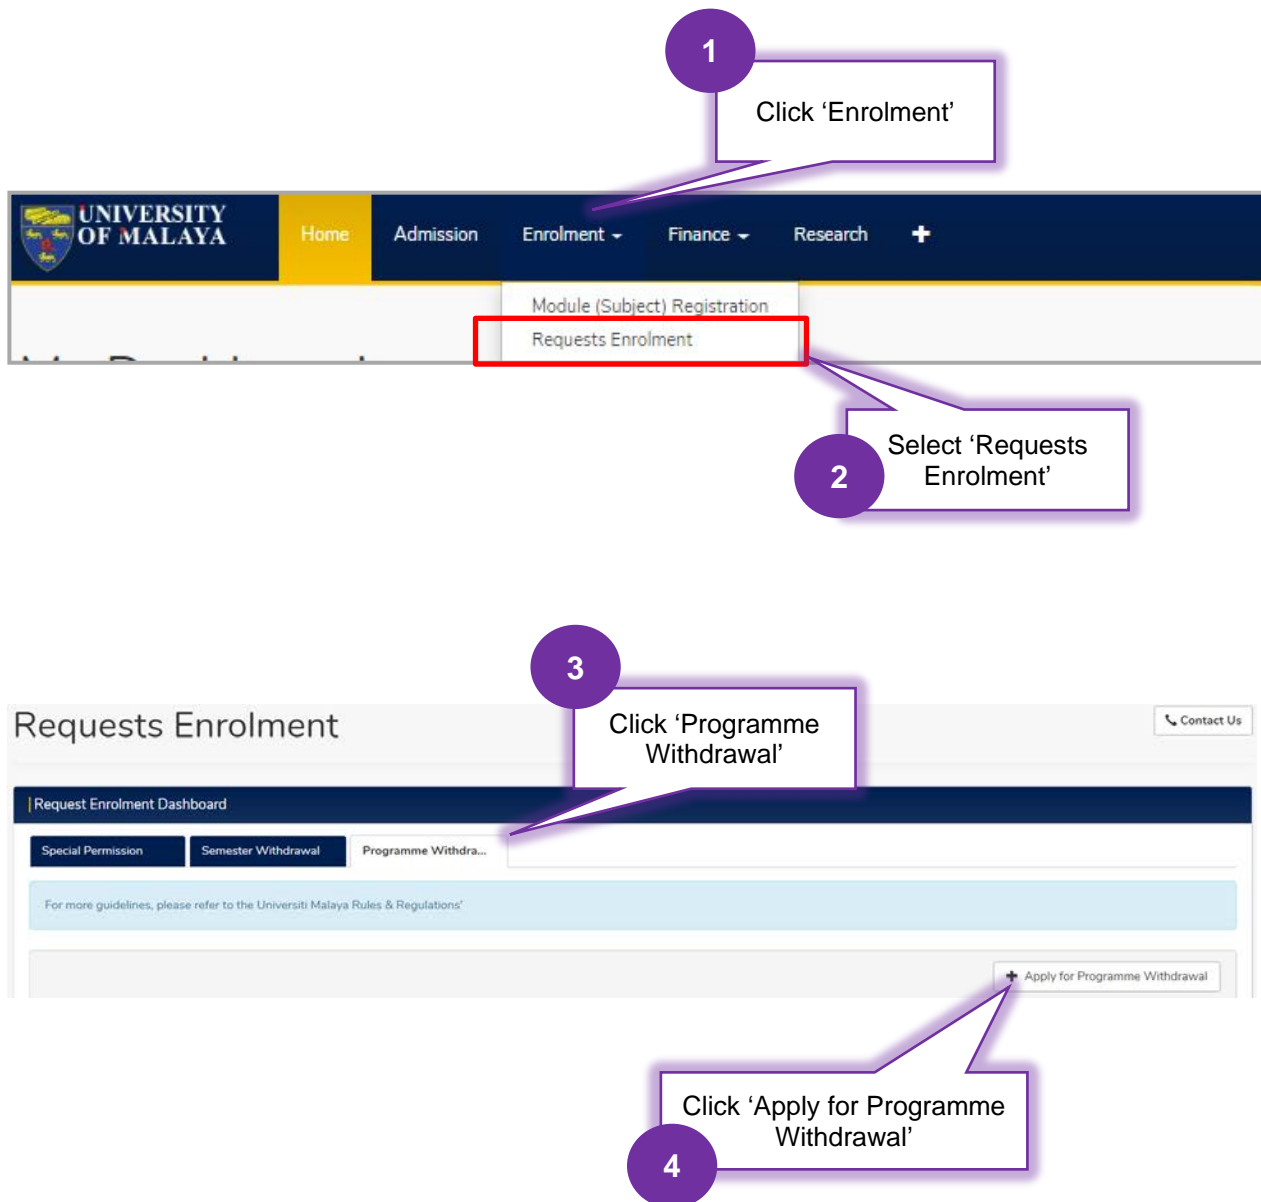 1
Click ‘Enrolment’
UNIVERSITY
OF MALAYA
Home Admission Enrolment Finance Research
Module (Subject) Registration
Requests Enrolment
Select ‘Requests
Enrolment’
2
3
Click ‘Programme
Withdrawal’
Requests Enrolment
Contact Us
Request Enrolment Dashboard
Special Permission Semester Withdrawal Programme Withdra...
For more guidelines, please refer to the Universiti Malaya Rules & Regulations'
+ Apply for Programme Withdrawal
Click ‘Apply for Programme
Withdrawal’
4